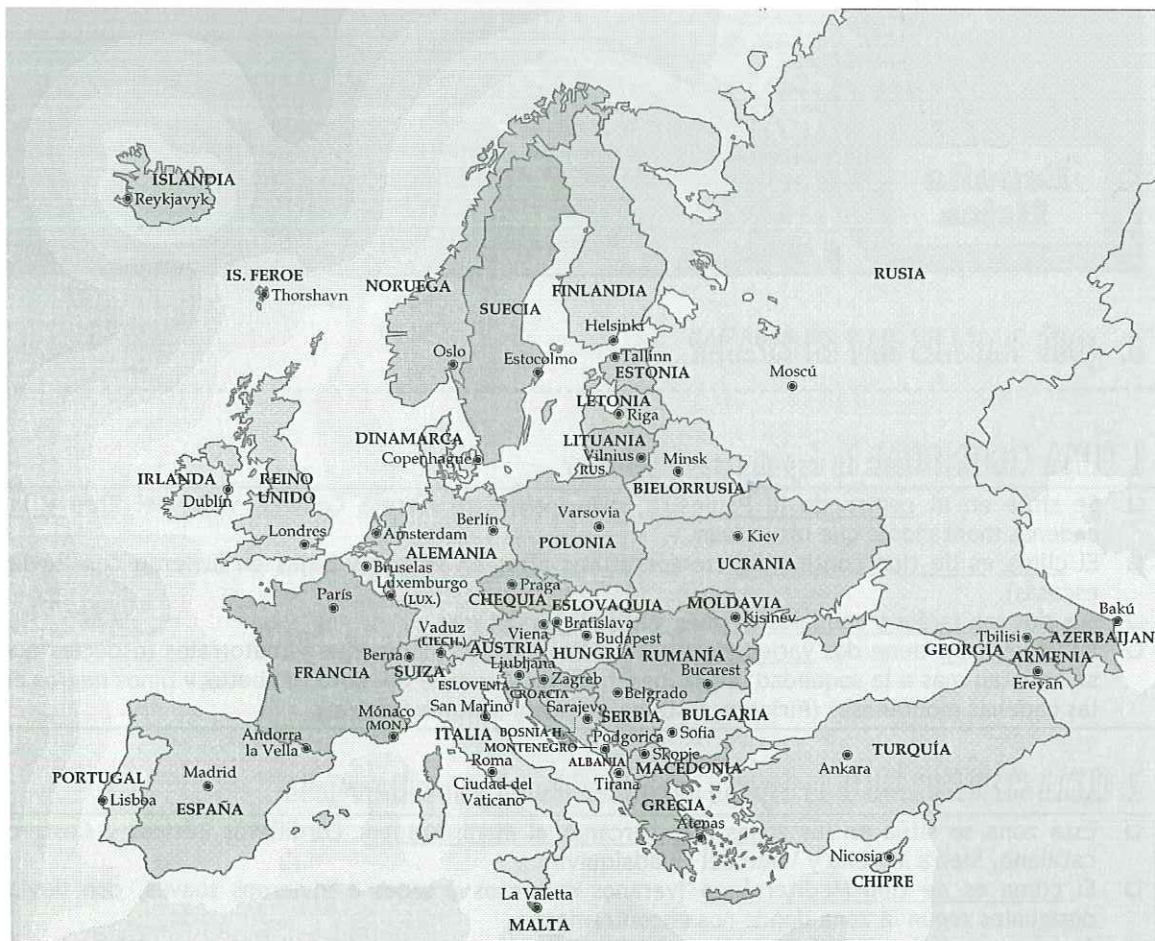 ISLANDIA
Reykjavyk
IS. FEROE
Thorshavn
NORUEGA
SUECIA
FINLANDIA
RUSIA
Helsinki
Oslo
Estocolmo
Tallinn
ESTONIA
Moscú
LETONIA
Riga
DINAMARCA
Copenhague
LITUANIA
Vilnius
(RUS.)
Minsk
BIELORRUSIA
IRLANDA
Dublín
REINO
UNIDO
Londres
Amsterdam
Berlín
ALEMANIA
Varsovia
POLONIA
Kiev
UCRANIA
Bruselas
Luxemburgo
(LUX.)
París
Praga
CHEQUIA
ESLOVAQUIA
Bratislava
MOLDAVIA
Kisinev
Vaduz
(LIECH.)
Viena
AUSTRIA
Budapest
HUNGRÍA
Berna
SUIZA
FRANCIA
Ljubljana
ESLOVENIA
Zagreb
CROACIA
RUMANÍA
Bucarest
Belgrado
Bakú
Tbilisi
GEORGIA
AZERBAIJAN
ARMENIA
Ereván
San Marino
ITALIA
Sarajevo
BOSNIA H.
SERBIA
BULGARIA
Sofia
Mónaco
(MON.)
MONTENEGRO
Podgorica
Skopje
MACEDONIA
ALBANIA
Tirana
Andorra
la Vella
Roma
Ciudad del
Vaticano
TURQUÍA
Ankara
PORTUGAL
Lisboa
Madrid
ESPAÑA
GRECIA
Atenas
Nicosia
CHIPRE
La Valetta
MALTA